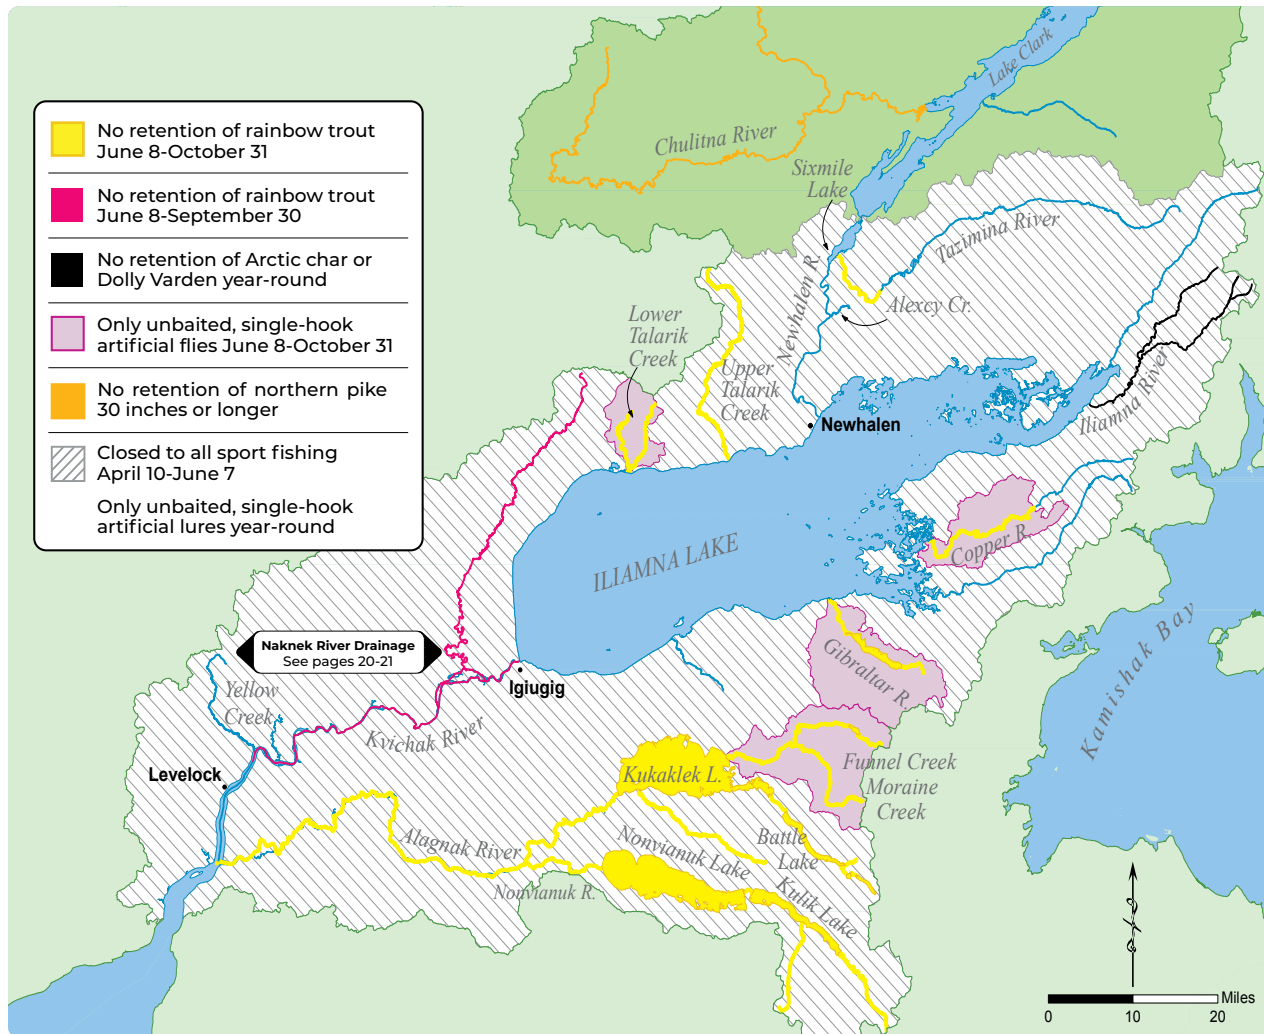 No retention of rainbow trout
June 8-October 31
No retention of rainbow trout
June 8-September 30
No retention of Arctic char or
Dolly Varden year-round
Only unbaited, single-hook
artificial flies June 8-October 31
No retention of northern pike
30 inches or longer
Closed to all sport fishing
April 10-June 7
Only unbaited, single-hook
artificial lures year-round
Lake Clark
Chulitna River
Sixmile
Lake
Tazimina River
Newhalen R.
Alexcy Cr.
Lower
Talarik
Creek
Upper
Talarik
Creek
Newhalen
Iliamna River
ILIAMNA LAKE
Copper R.
Naknek River Drainage
See pages 20-21
Igiugig
Gibraltar R.
Kamishak Bay
Yellow
Creek
Kvichak River
Levelock
Kukaklek L.
Funnel Creek
Moraine
Creek
Alagnak River
Nonvianuk Lake
Battle
Lake
Nonvianuk R.
Kulik Lake
Miles
0
10
20